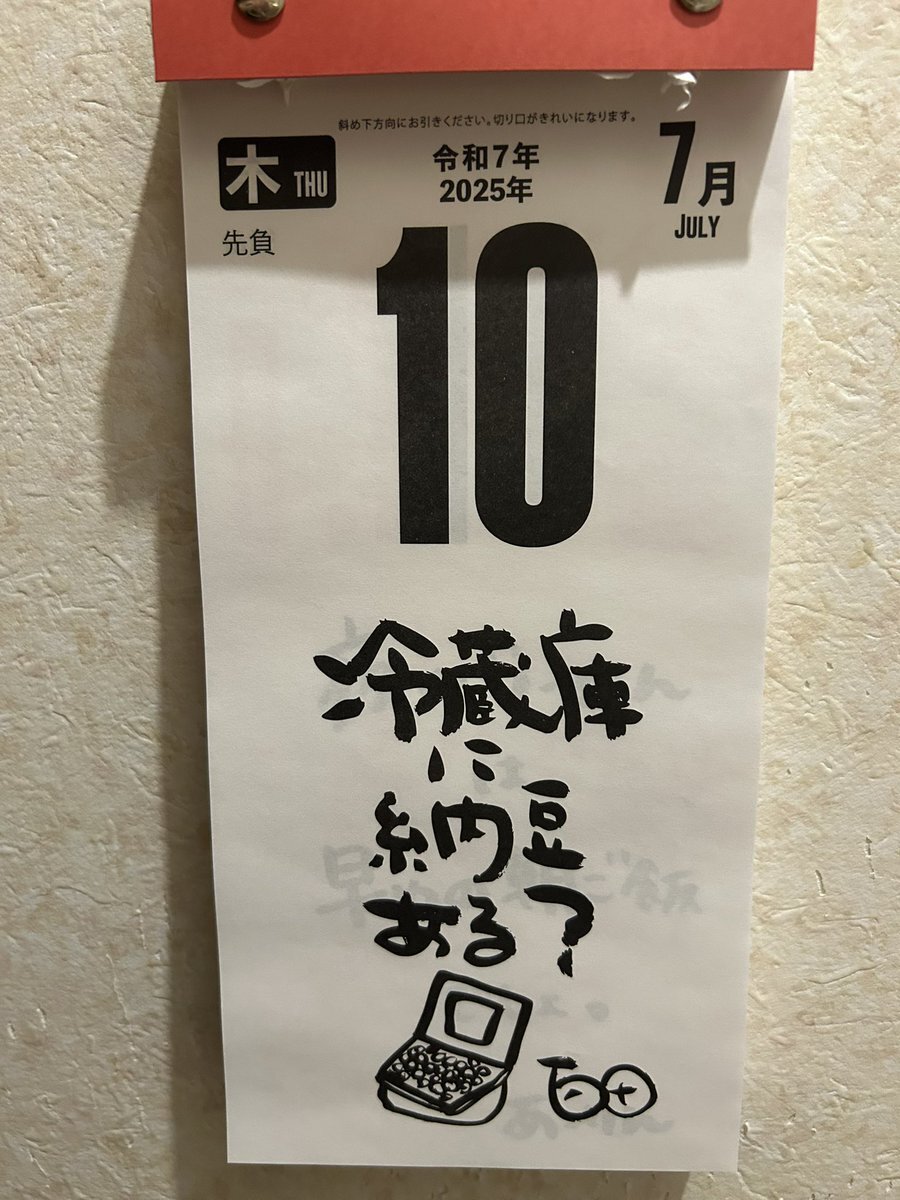 斜め下方向にお引きください。切り口がきれいになります。
木 THU
令和7年
2025年
7月
JULY
先負
10
冷蔵庫
に
納豆
ある?